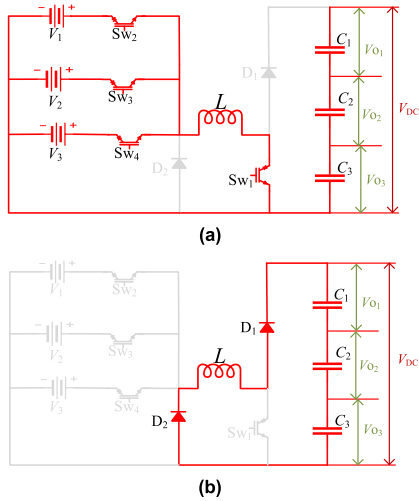 − + V1 Sw2
− + V2 Sw3
− + V3 Sw4
L
D1
D2
Sw1
C1
C2
C3
Vo1
Vo2
Vo3
VDC
(a)
− + V1 Sw2
− + V2 Sw3
− + V3 Sw4
L
D1
D2
Sw1
C1
C2
C3
Vo1
Vo2
Vo3
VDC
(b)